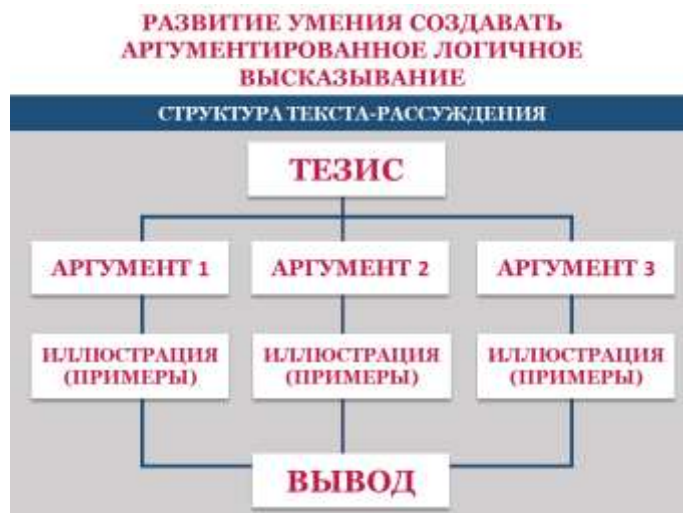 РАЗВИТИЕ УМЕНИЯ СОЗДАВАТЬ
АРГУМЕНТИРОВАННОЕ ЛОГИЧНОЕ
ВЫСКАЗЫВАНИЕ
СТРУКТУРА ТЕКСТА-РАССУЖДЕНИЯ
ТЕЗИС
АРГУМЕНТ 1
АРГУМЕНТ 2
АРГУМЕНТ 3
ИЛЛЮСТРАЦИЯ
(ПРИМЕРЫ)
ИЛЛЮСТРАЦИЯ
(ПРИМЕРЫ)
ИЛЛЮСТРАЦИЯ
(ПРИМЕРЫ)
ВЫВОД